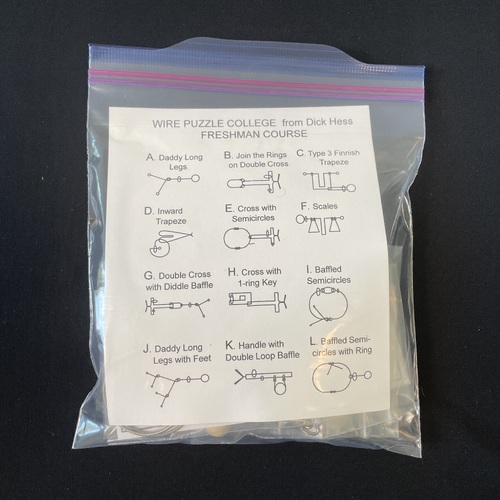 WIRE PUZZLE COLLEGE from Dick Hess
FRESHMAN COURSE
A. Daddy Long
Legs
B. Join the Rings
on Double Cross
C. Type 3 Finnish
Trapeze
D. Inward
Trapeze
E. Cross with
Semicircles
F. Scales
G. Double Cross
with Diddle Baffle
H. Cross with
1-ring Key
I. Baffled
Semicircles
J. Daddy Long
Legs with Feet
K. Handle with
Double Loop Baffle
L. Baffled Semi-
circles with Ring